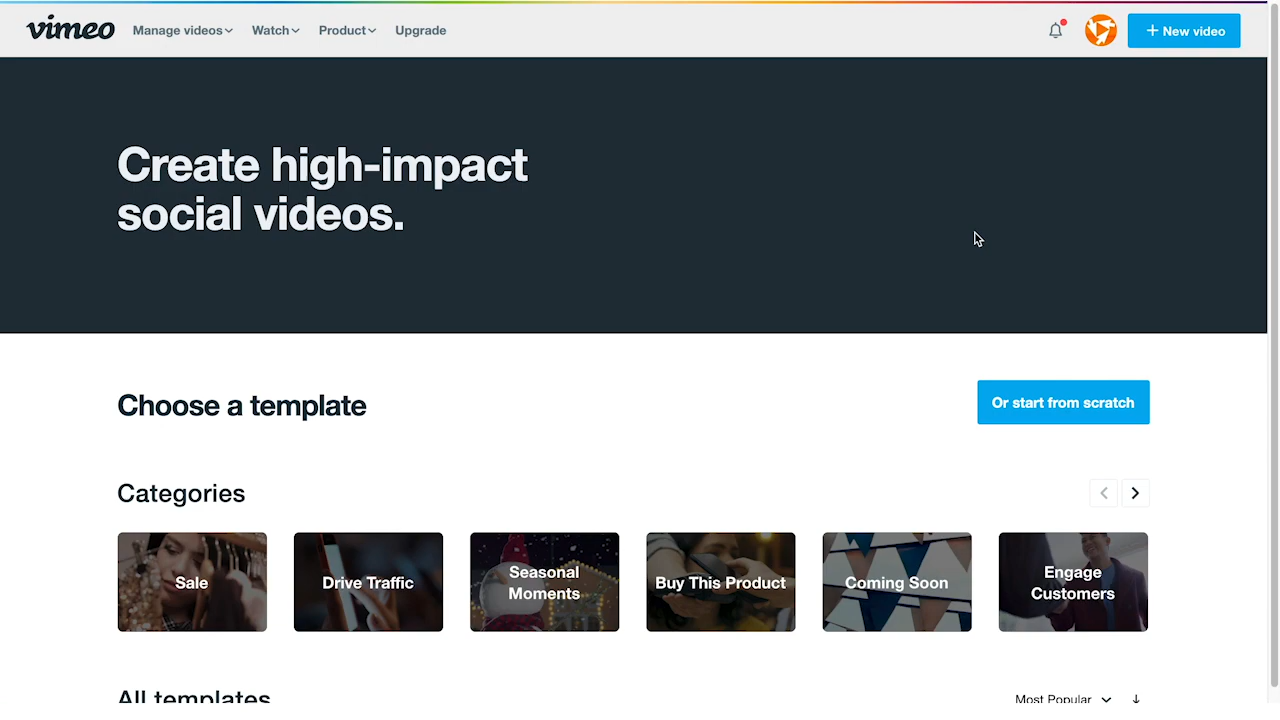 vimeo Manage videos Watch Product Upgrade + New video
Create high-impact
social videos.
Choose a template Or start from scratch
Categories
Sale Drive Traffic Seasonal Moments Buy This Product Coming Soon Engage Customers
All templates Most Popular